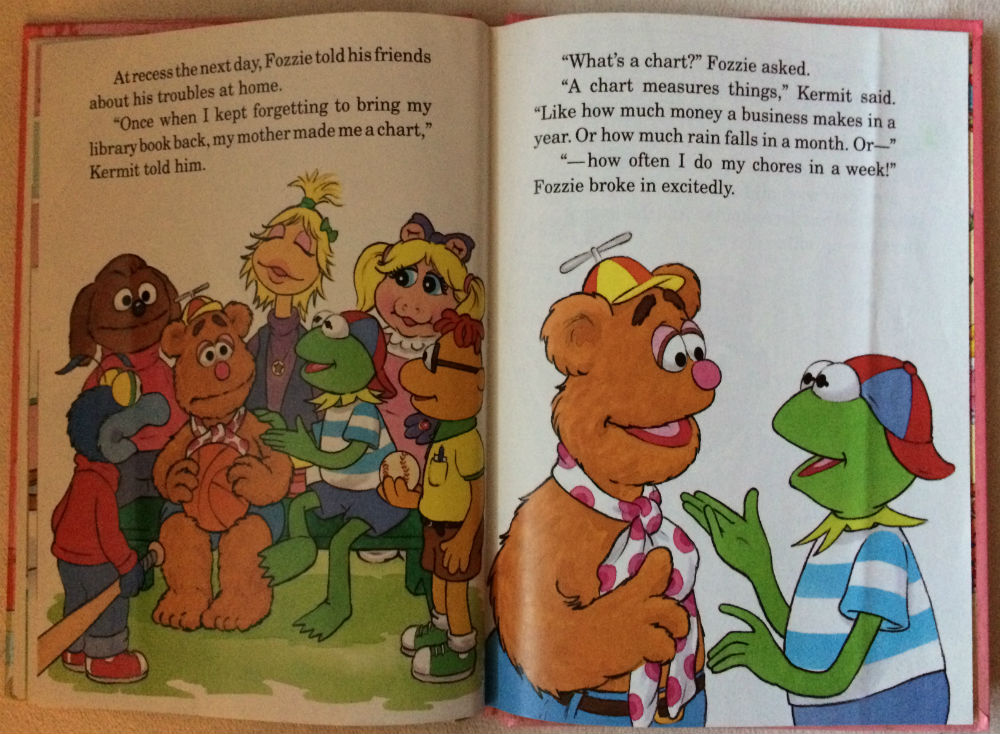 At recess the next day, Fozzie told his friends
about his troubles at home.
“Once when I kept forgetting to bring my
library book back, my mother made me a chart,”
Kermit told him.
“What’s a chart?” Fozzie asked.
“A chart measures things,” Kermit said.
“Like how much money a business makes in a
year. Or how much rain falls in a month. Or—”
“—how often I do my chores in a week!”
Fozzie broke in excitedly.